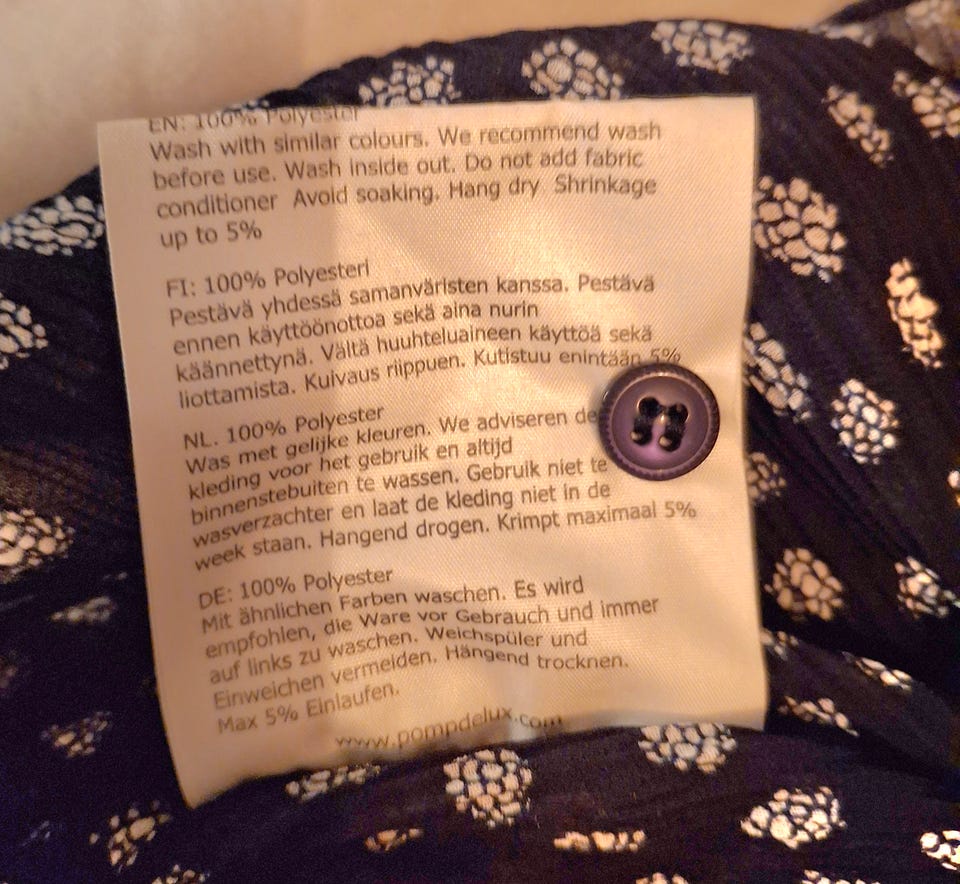 EN: 100% Polyester
Wash with similar colours. We recommend wash
before use. Wash inside out. Do not add fabric
conditioner Avoid soaking. Hang dry Shrinkage
up to 5%
FI: 100% Polyesteri
Pestävä yhdessä samanväristen kanssa. Pestävä
ennen käyttöönottoa sekä aina nurin
käännettynä. Vältä huuhteluaineen käyttöä sekä
liottamista. Kuivaus riippuen. Kutistuu enintään 5%
NL. 100% Polyester
Was met gelijke kleuren. We adviseren de
kleding voor het gebruik en altijd
binnenstebuiten te wassen. Gebruik niet te
wasverzachter en laat de kleding niet in de
week staan. Hangend drogen. Krimpt maximaal 5%
DE: 100% Polyester
Mit ähnlichen Farben waschen. Es wird
empfohlen, die Ware vor Gebrauch und immer
auf links zu waschen. Weichspüler und
Einweichen vermeiden. Hängend trocknen.
Max 5% Einlaufen.
www.pompdelux.com